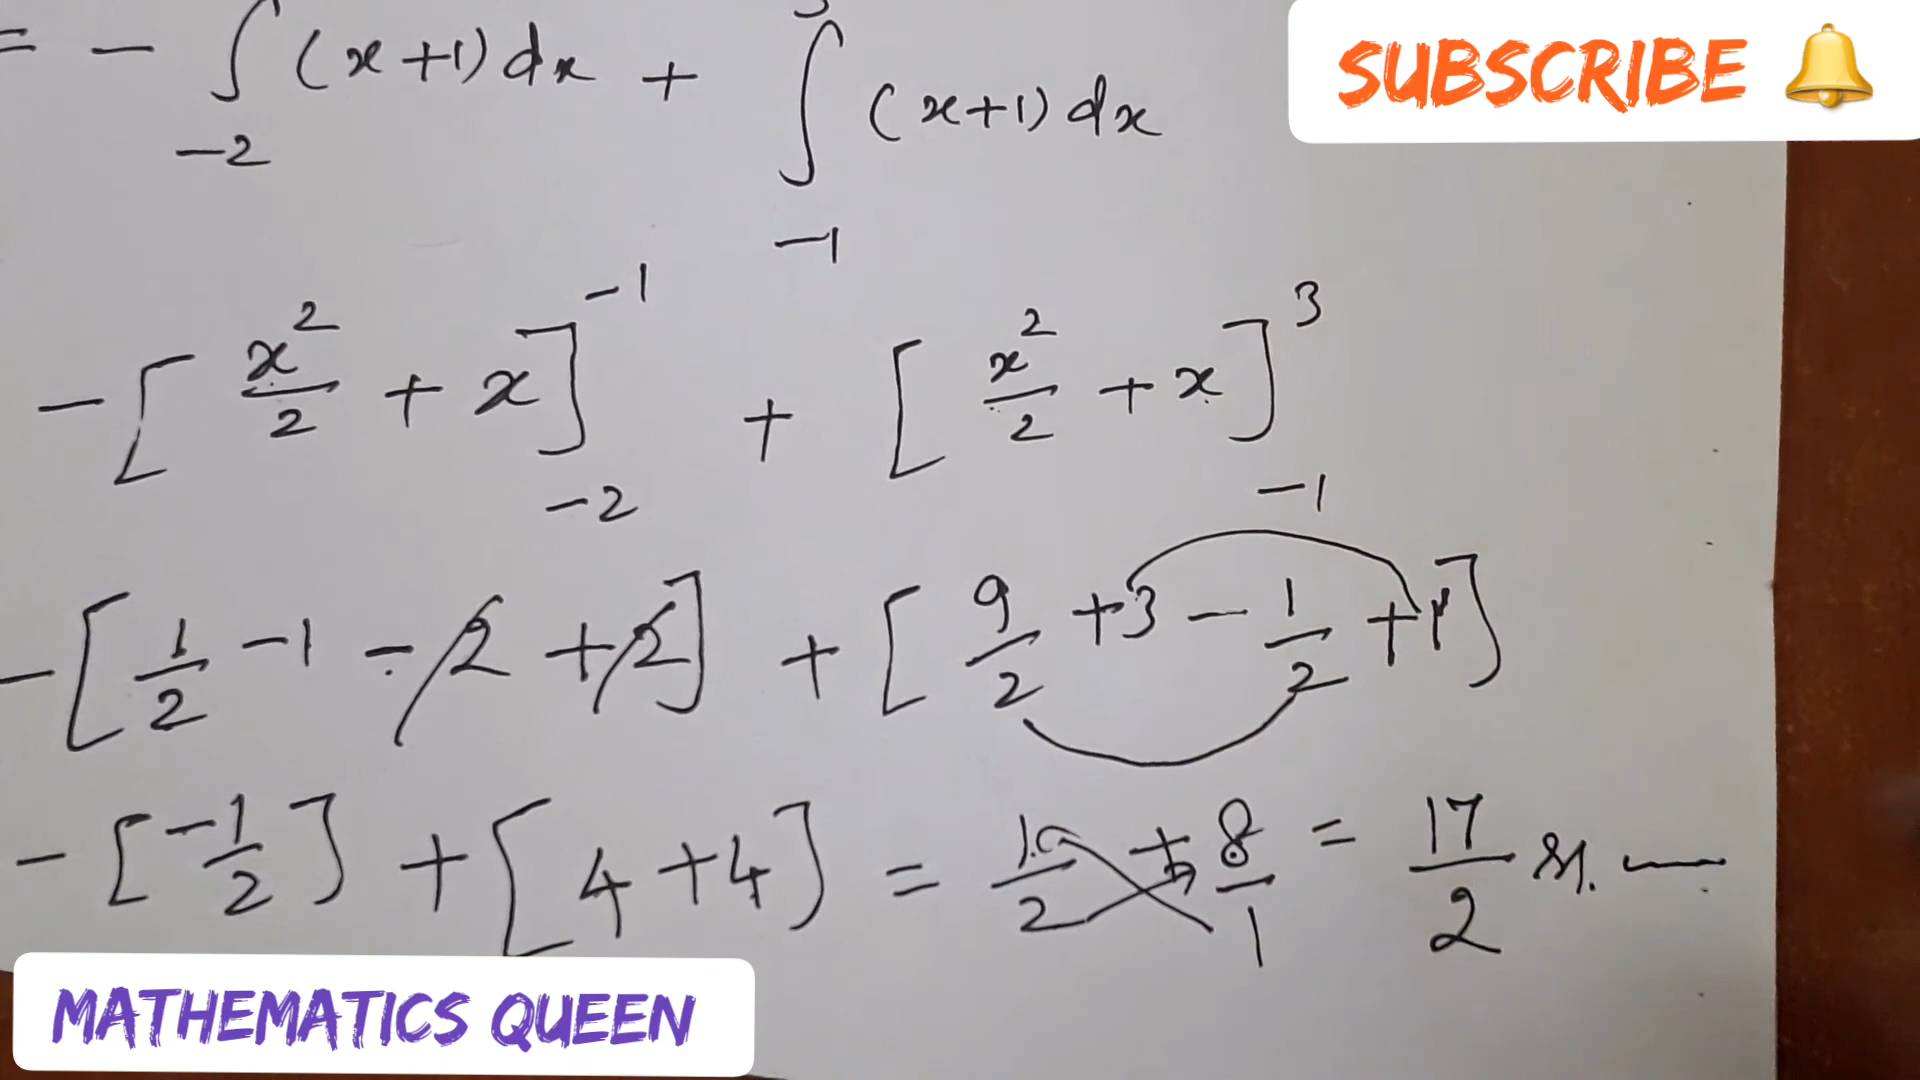 SUBSCRIBE 🔔
= - ∫_{-2} (x+1) dx + ∫_{-1}^{3} (x+1) dx
- [ x²/2 + x ]_{-2}^{-1} + [ x²/2 + x ]_{-1}^{3}
- [ 1/2 - 1 - 2 + 2 ] + [ 9/2 + 3 - 1/2 + 1 ]
- [ -1/2 ] + [ 4 + 4 ] = 1/2 + 8/1 = 17/2
MATHEMATICS QUEEN